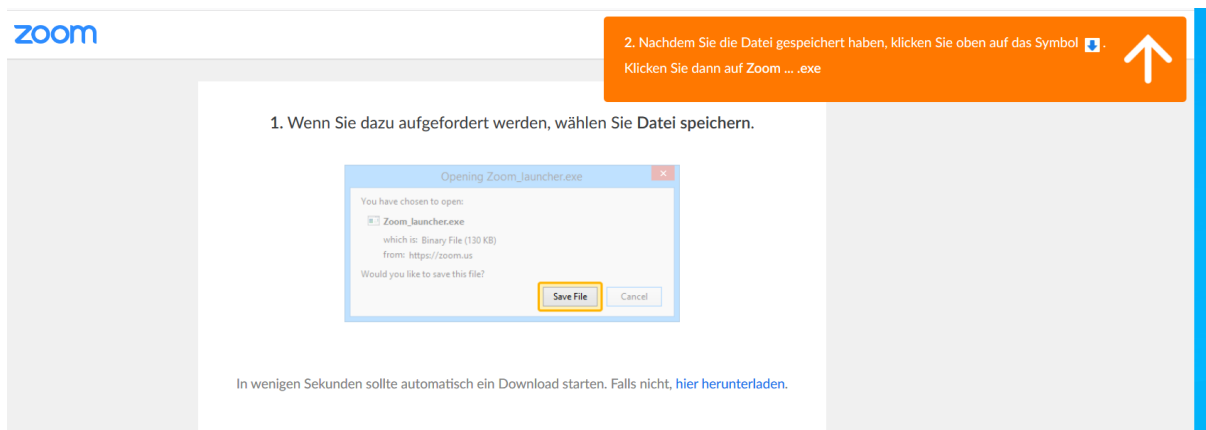 zoom
2. Nachdem Sie die Datei gespeichert haben, klicken Sie oben auf das Symbol .
Klicken Sie dann auf Zoom ... .exe
1. Wenn Sie dazu aufgefordert werden, wählen Sie Datei speichern.
Opening Zoom_launcher.exe
You have chosen to open:
Zoom_launcher.exe
which is: Binary File (130 KB)
from: https://zoom.us
Would you like to save this file?
Save File Cancel
In wenigen Sekunden sollte automatisch ein Download starten. Falls nicht, hier herunterladen.